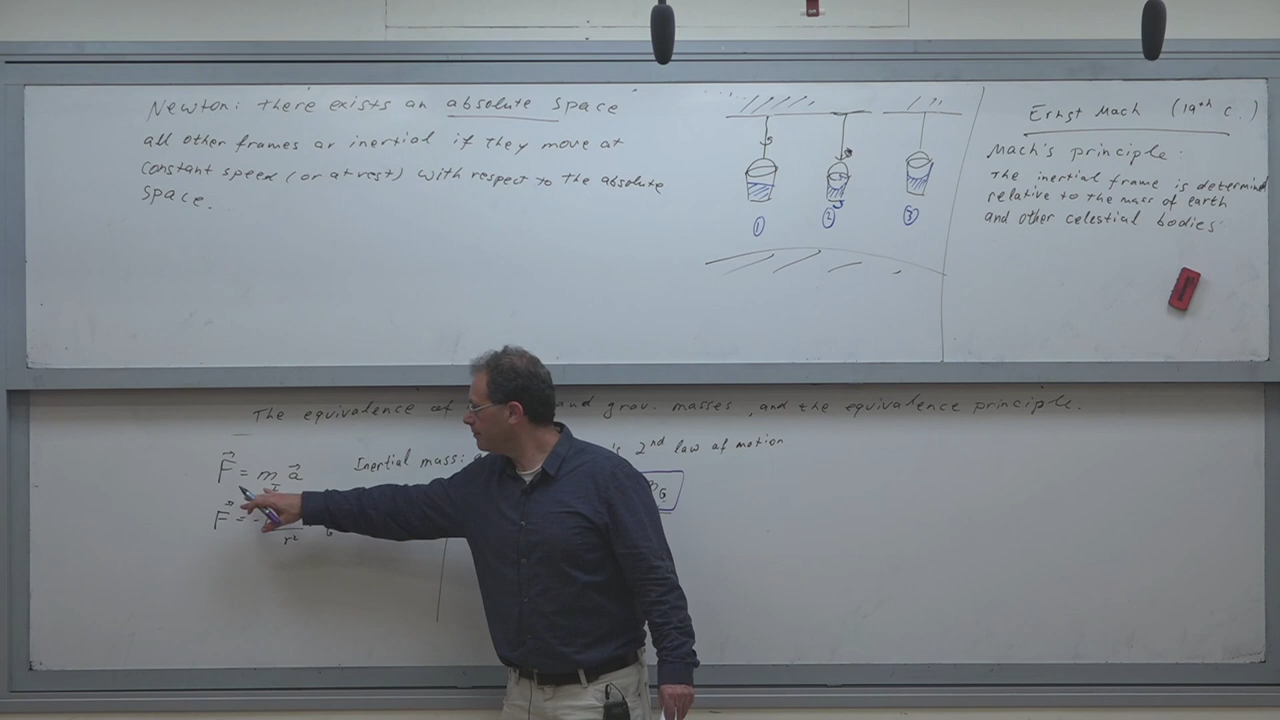 Newton: there exists an absolute space
all other frames ar inertial if they move at
constant speed (or at rest) with respect to the absolute
space.
1 2 3
Ernst Mach (19th c.)
Mach's principle:
The inertial frame is determined
relative to the mass of earth
and other celestial bodies
The equivalence of and grav. masses, and the equivalence principle.
F = m_I a
Inertial mass: 2nd law of motion
F = -
r²
G